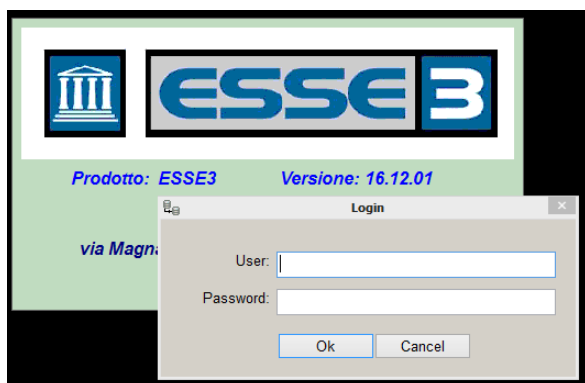 ESSE3
Prodotto: ESSE3 Versione: 16.12.01
via Magna
Login
User:
Password:
Ok Cancel